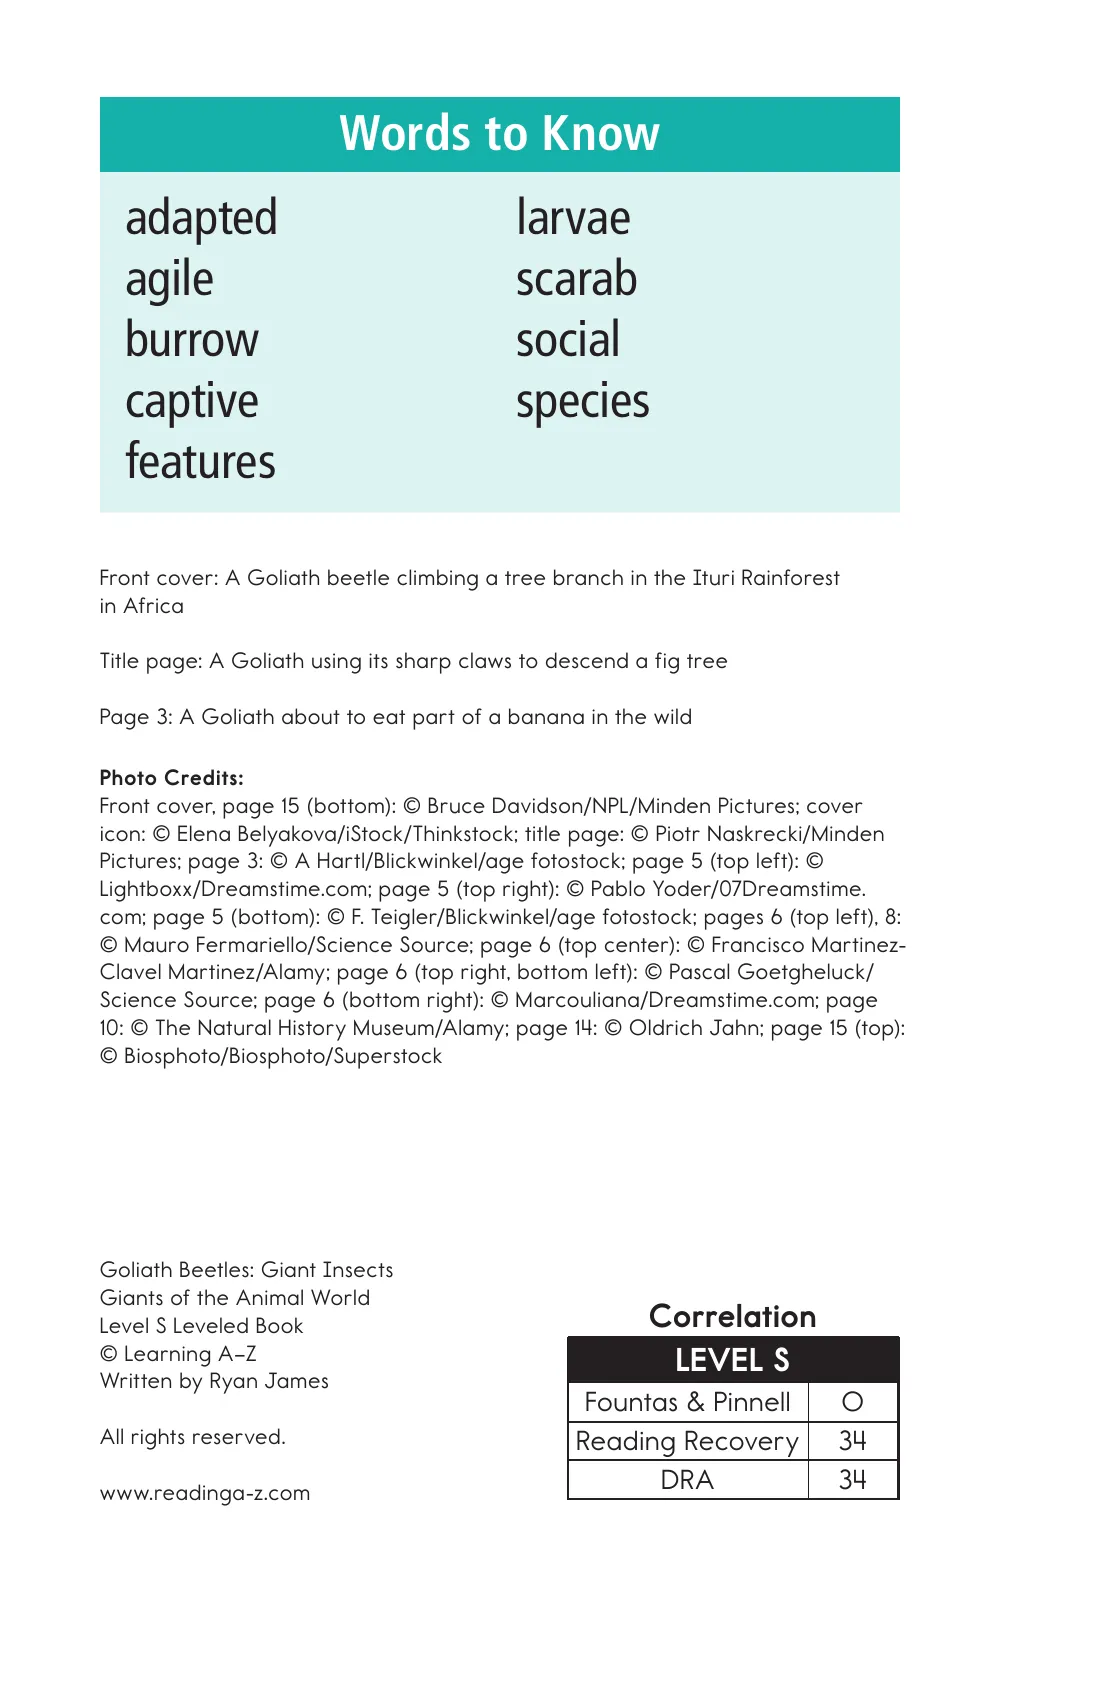 Words to Know
adapted
agile
burrow
captive
features
larvae
scarab
social
species
Front cover: A Goliath beetle climbing a tree branch in the Ituri Rainforest
in Africa
Title page: A Goliath using its sharp claws to descend a fig tree
Page 3: A Goliath about to eat part of a banana in the wild
Photo Credits:
Front cover, page 15 (bottom): © Bruce Davidson/NPL/Minden Pictures; cover
icon: © Elena Belyakova/iStock/Thinkstock; title page: © Piotr Naskrecki/Minden
Pictures; page 3: © A Hartl/Blickwinkel/age fotostock; page 5 (top left): ©
Lightboxx/Dreamstime.com; page 5 (top right): © Pablo Yoder/07Dreamstime.
com; page 5 (bottom): © F. Teigler/Blickwinkel/age fotostock; pages 6 (top left), 8:
© Mauro Fermariello/Science Source; page 6 (top center): © Francisco Martinez-
Clavel Martinez/Alamy; page 6 (top right, bottom left): © Pascal Goetgheluck/
Science Source; page 6 (bottom right): © Marcouliana/Dreamstime.com; page
10: © The Natural History Museum/Alamy; page 14: © Oldrich Jahn; page 15 (top):
© Biosphoto/Biosphoto/Superstock
Goliath Beetles: Giant Insects
Giants of the Animal World
Level S Leveled Book
© Learning A–Z
Written by Ryan James
All rights reserved.
www.readinga-z.com
Correlation
LEVEL S
Fountas & Pinnell O
Reading Recovery 34
DRA 34